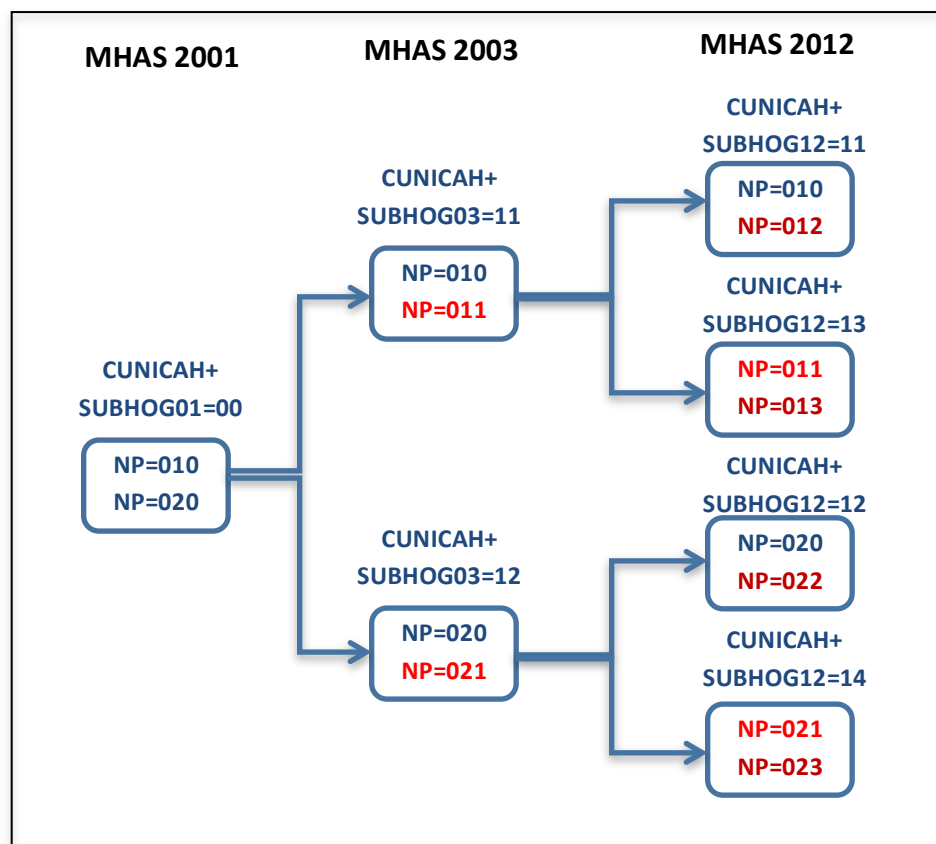 MHAS 2001
MHAS 2003
MHAS 2012
CUNICAH+
SUBHOG01=00
NP=010
NP=020
CUNICAH+
SUBHOG03=11
NP=010
NP=011
CUNICAH+
SUBHOG03=12
NP=020
NP=021
CUNICAH+
SUBHOG12=11
NP=010
NP=012
CUNICAH+
SUBHOG12=13
NP=011
NP=013
CUNICAH+
SUBHOG12=12
NP=020
NP=022
CUNICAH+
SUBHOG12=14
NP=021
NP=023